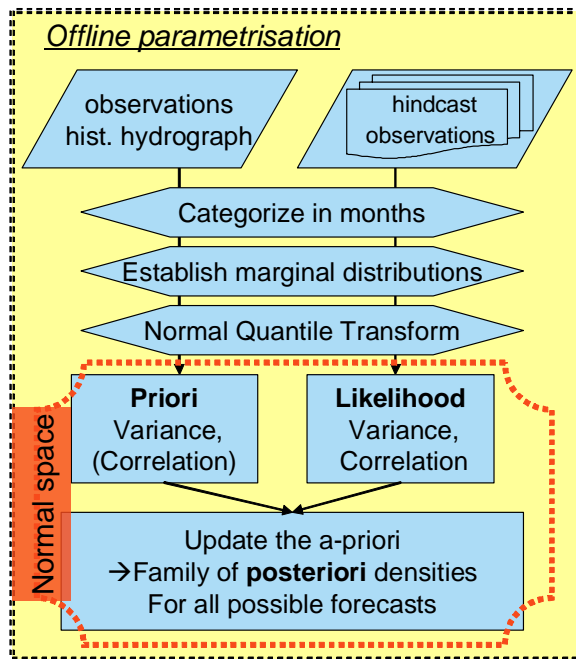 Offline parametrisation
observations
hist. hydrograph
hindcast
observations
Categorize in months
Establish marginal distributions
Normal Quantile Transform
Priori
Variance,
(Correlation)
Likelihood
Variance,
Correlation
Normal space
Update the a-priori
→Family of posteriori densities
For all possible forecasts